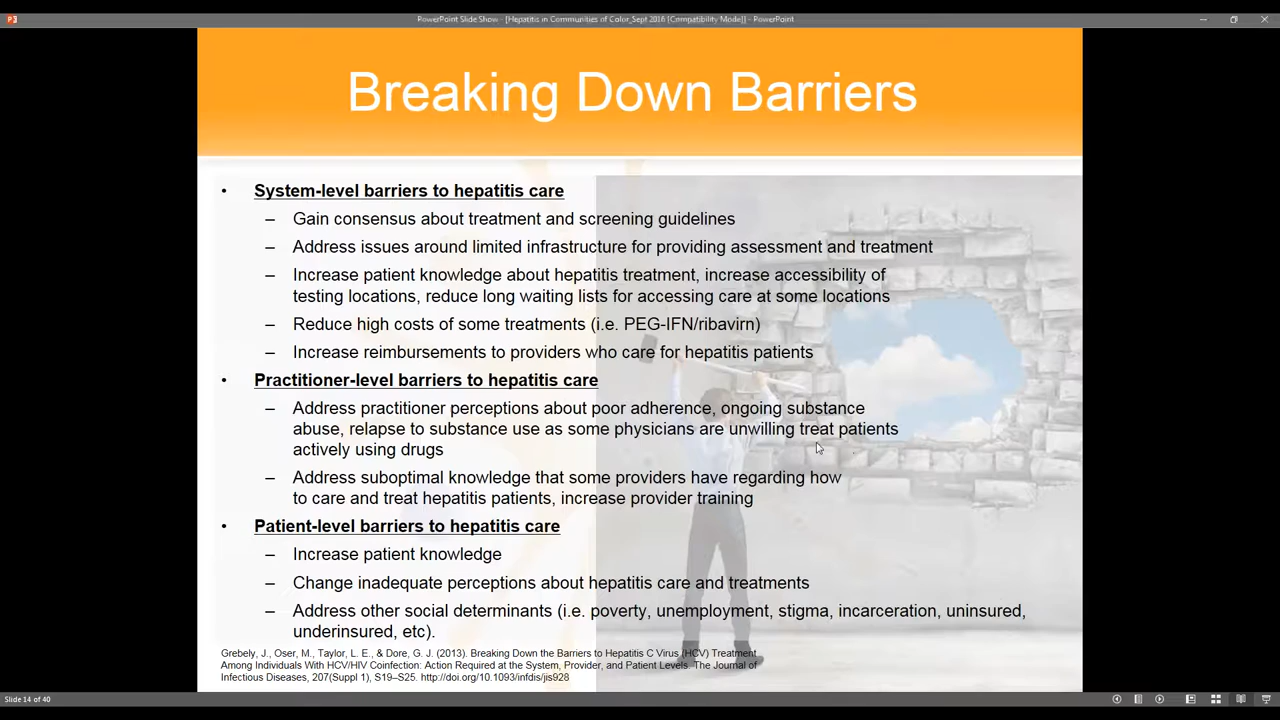 PowerPoint Slide Show - [Hepatitis in Communities of Color_Sept 2016 [Compatibility Mode]] - PowerPoint
Breaking Down Barriers
• System-level barriers to hepatitis care
– Gain consensus about treatment and screening guidelines
– Address issues around limited infrastructure for providing assessment and treatment
– Increase patient knowledge about hepatitis treatment, increase accessibility of
testing locations, reduce long waiting lists for accessing care at some locations
– Reduce high costs of some treatments (i.e. PEG-IFN/ribavirn)
– Increase reimbursements to providers who care for hepatitis patients
• Practitioner-level barriers to hepatitis care
– Address practitioner perceptions about poor adherence, ongoing substance
abuse, relapse to substance use as some physicians are unwilling treat patients
actively using drugs
– Address suboptimal knowledge that some providers have regarding how
to care and treat hepatitis patients, increase provider training
• Patient-level barriers to hepatitis care
– Increase patient knowledge
– Change inadequate perceptions about hepatitis care and treatments
– Address other social determinants (i.e. poverty, unemployment, stigma, incarceration, uninsured,
underinsured, etc).
Grebely, J., Oser, M., Taylor, L. E., & Dore, G. J. (2013). Breaking Down the Barriers to Hepatitis C Virus (HCV) Treatment
Among Individuals With HCV/HIV Coinfection: Action Required at the System, Provider, and Patient Levels. The Journal of
Infectious Diseases, 207(Suppl 1), S19–S25. http://doi.org/10.1093/infdis/jis928
Slide 14 of 40